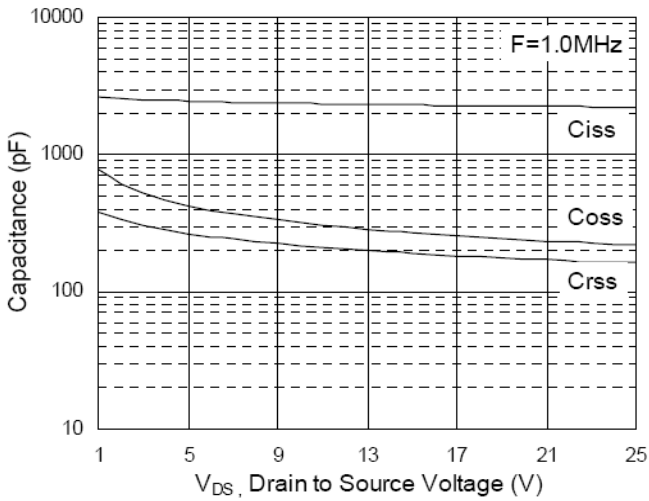 10000
F=1.0MHz
Ciss
1000
Coss
Crss
100
10
Capacitance (pF)
1 5 9 13 17 21 25
VDS , Drain to Source Voltage (V)